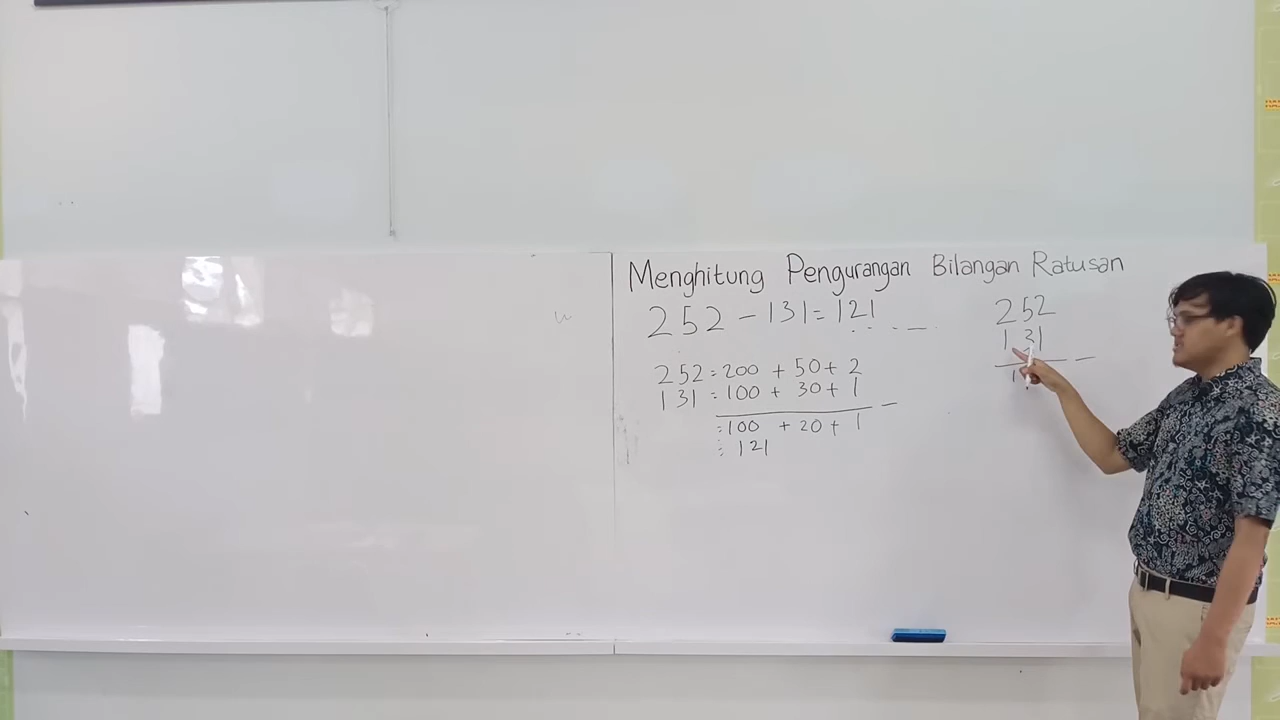 Menghitung Pengurangan Bilangan Ratusan
252 - 131 = 121
252 = 200 + 50 + 2
131 = 100 + 30 + 1 -
= 100 + 20 + 1
= 121
252
131 -
1